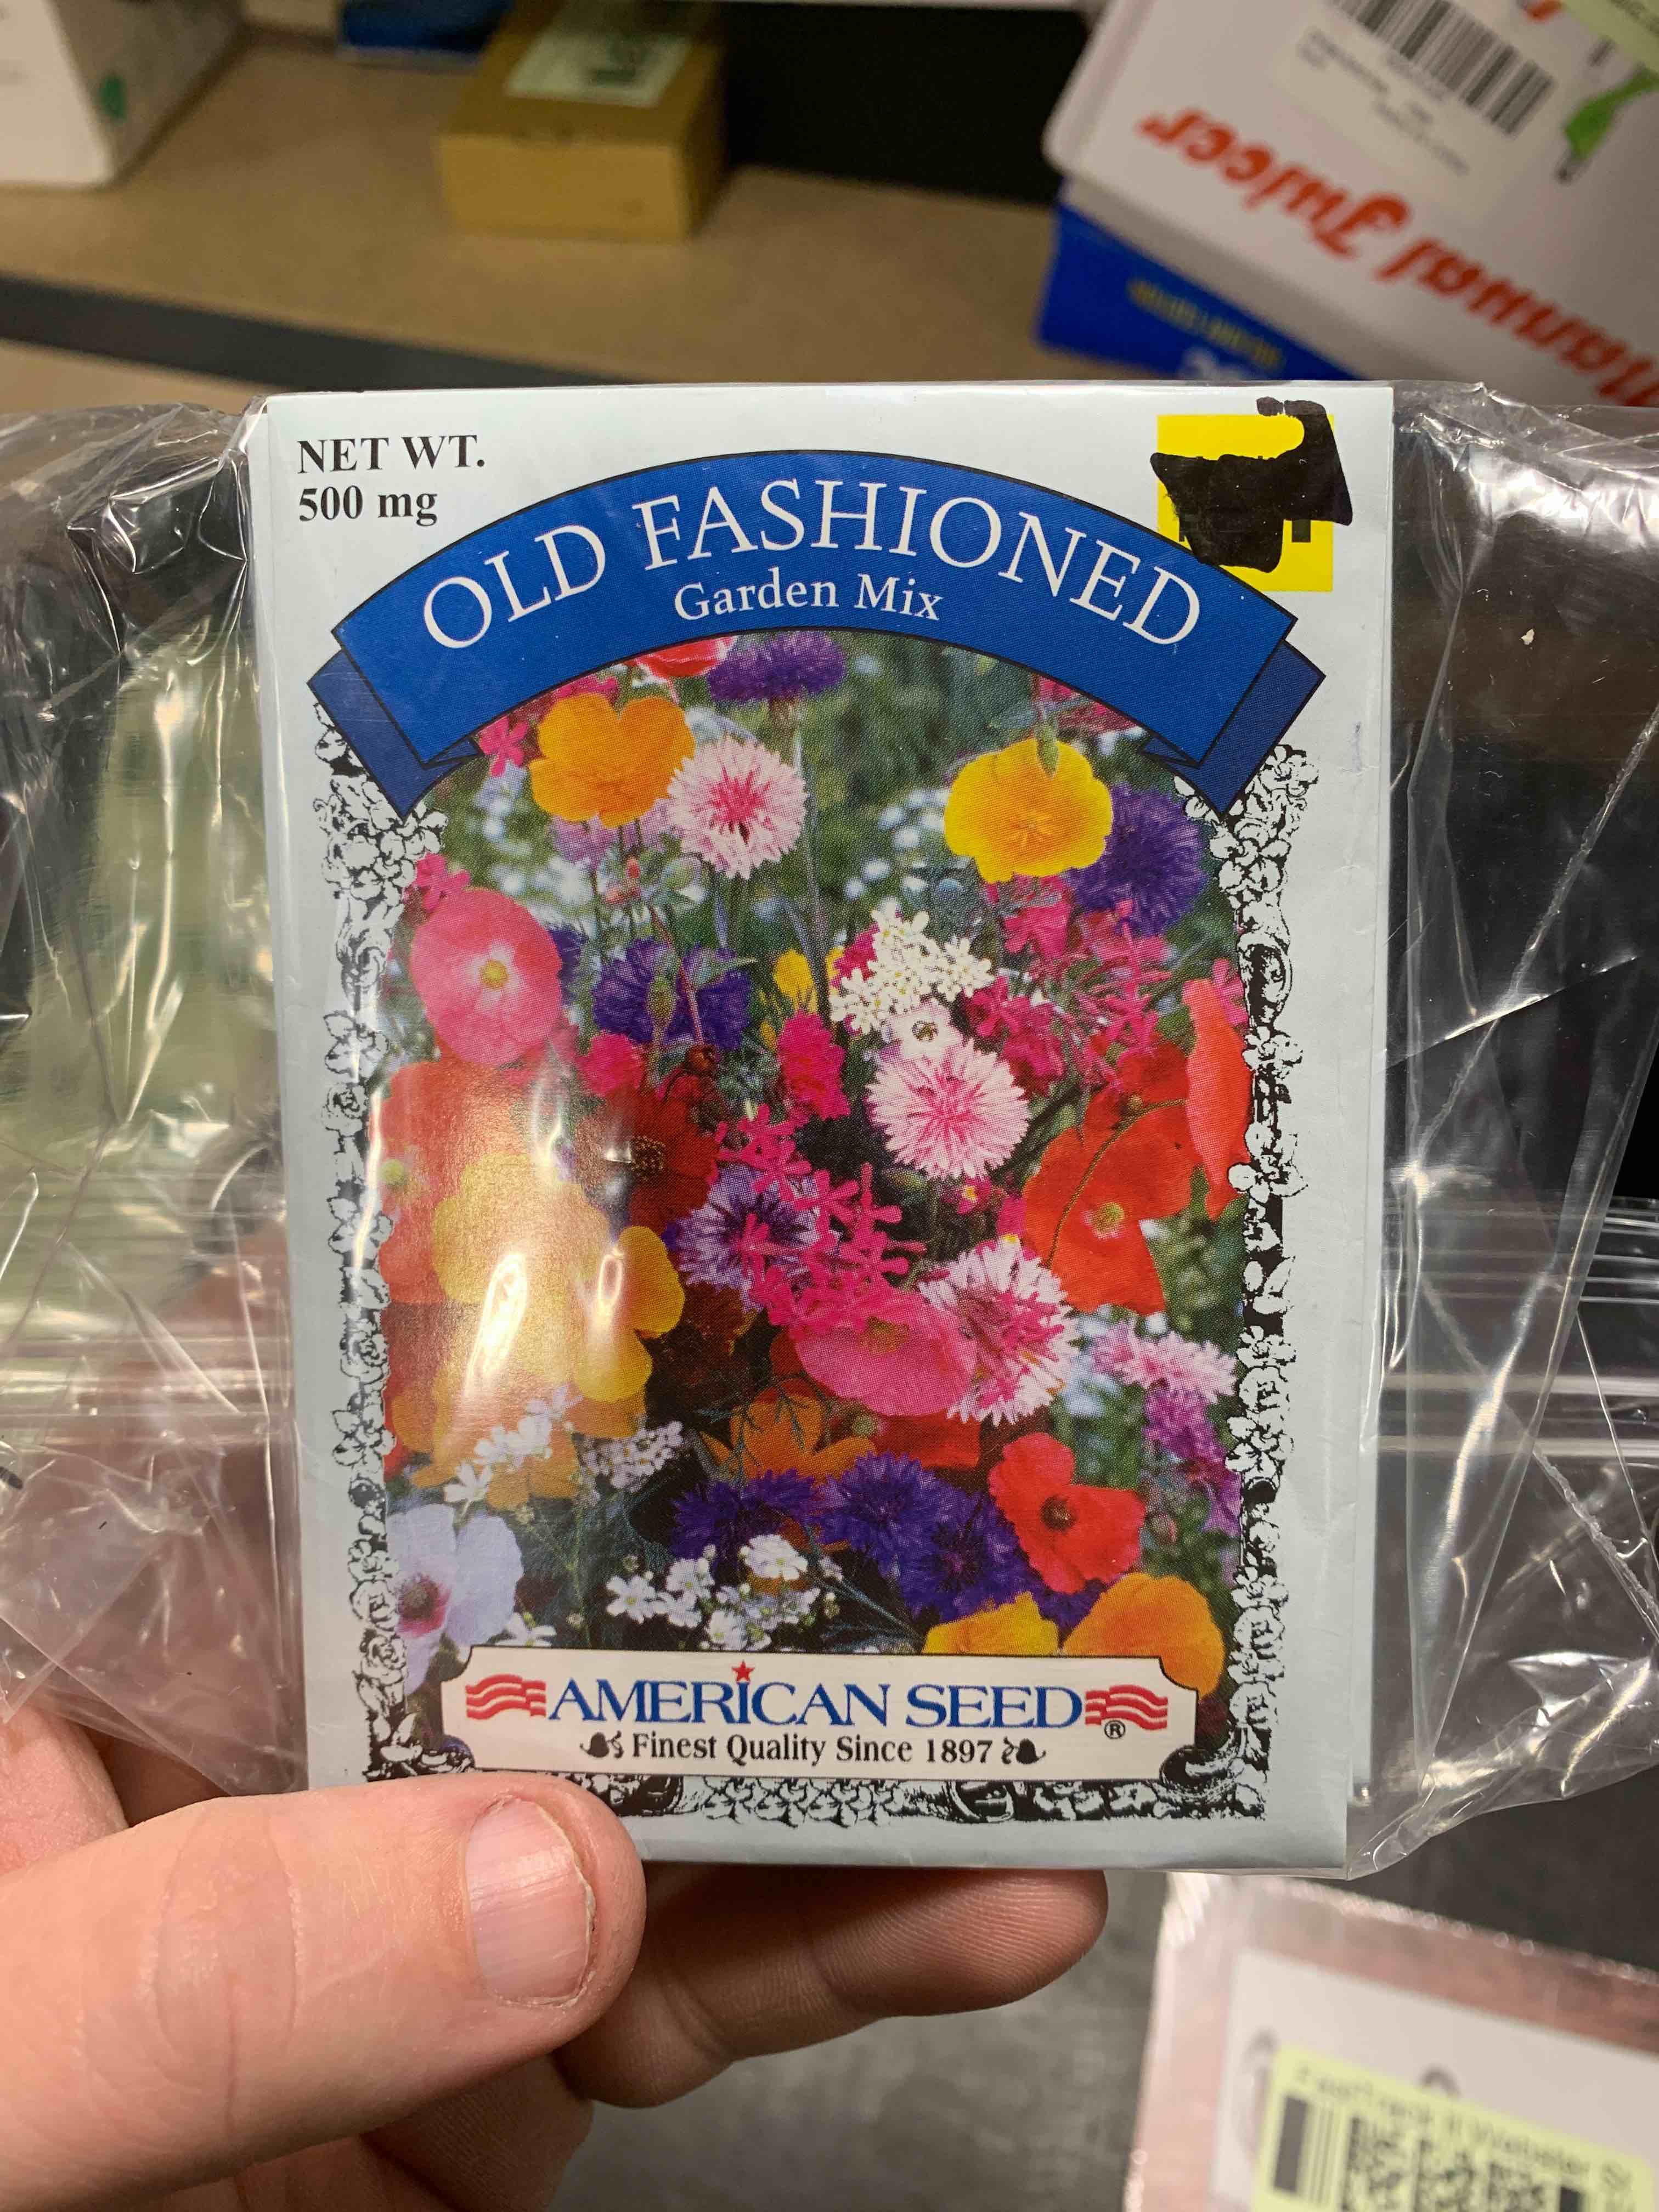 Manual Juicer
NET WT.
500 mg
OLD FASHIONED
Garden Mix
AMERICAN SEED®
Finest Quality Since 1897